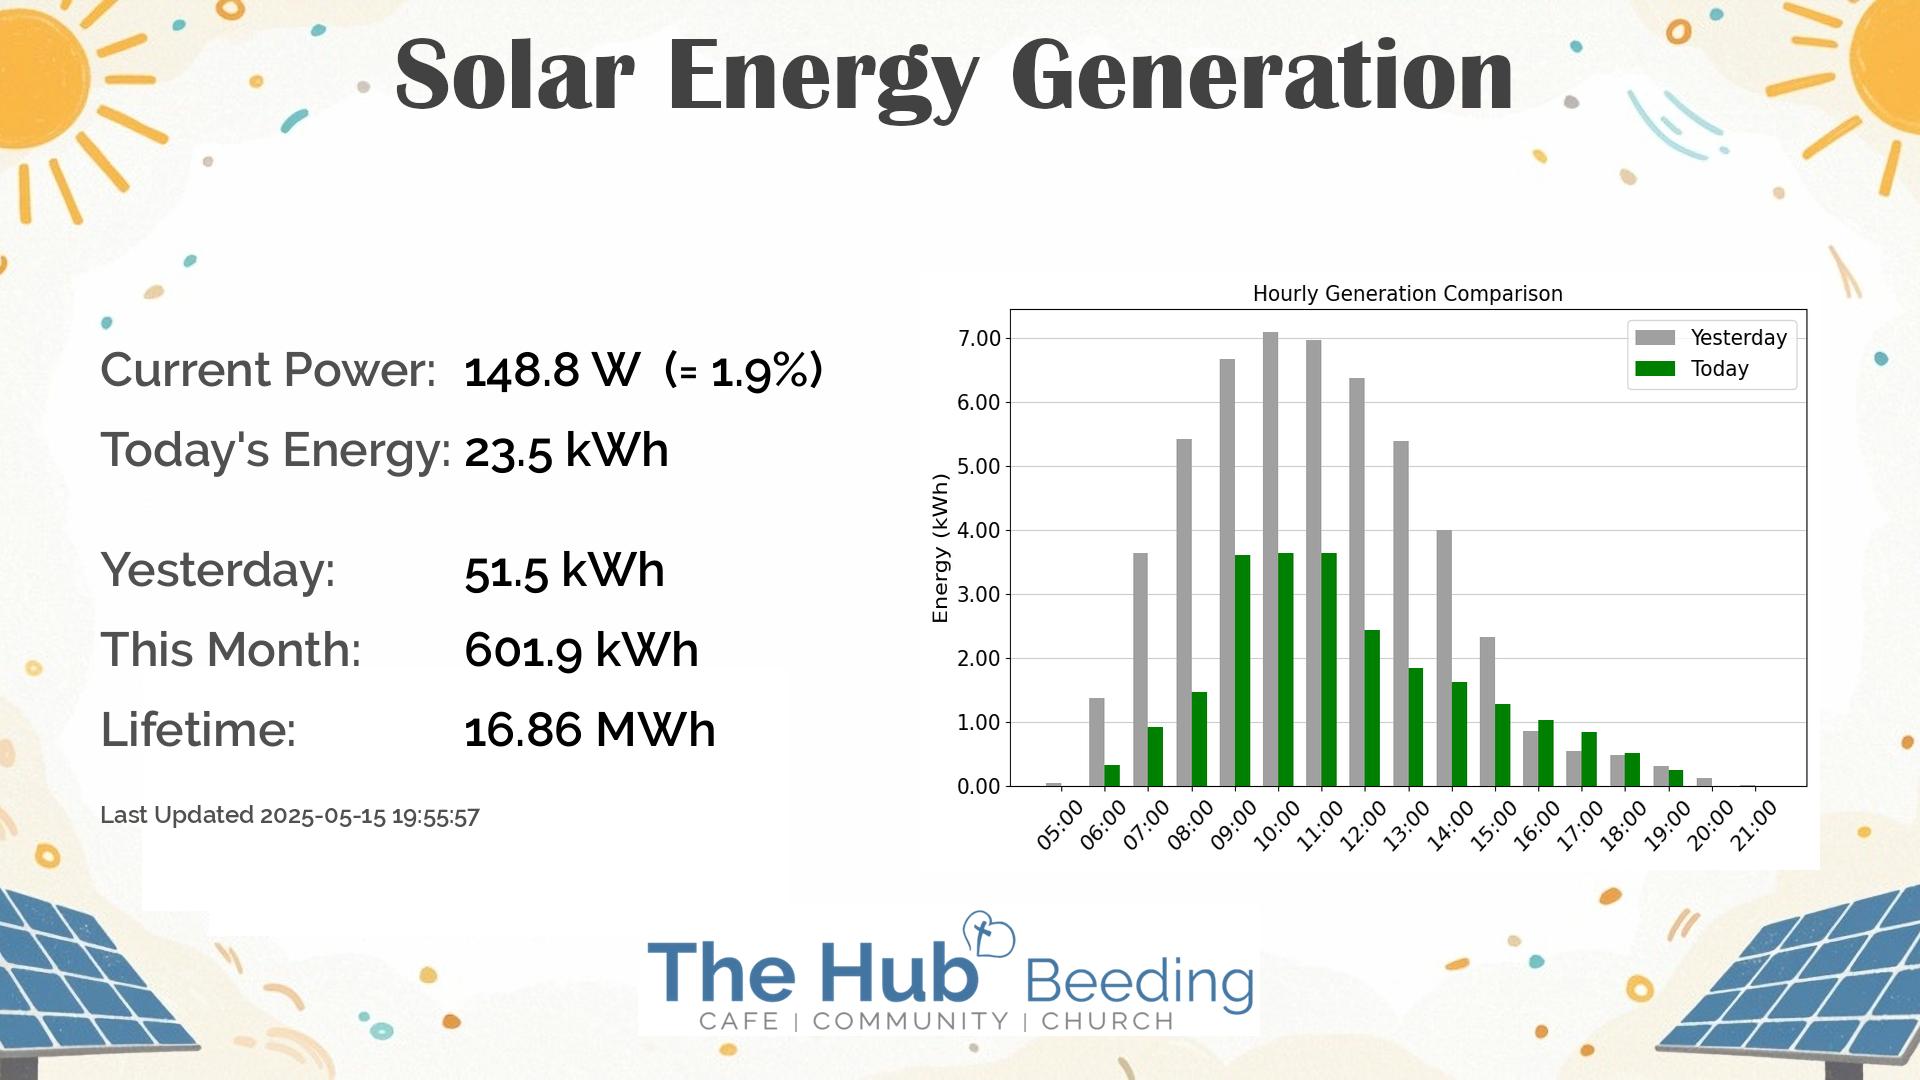 Solar Energy Generation
Current Power: 148.8 W (= 1.9%)
Today's Energy: 23.5 kWh
Yesterday: 51.5 kWh
This Month: 601.9 kWh
Lifetime: 16.86 MWh
Last Updated 2025-05-15 19:55:57
Hourly Generation Comparison
Yesterday
Today
Energy (kWh)
7.00
6.00
5.00
4.00
3.00
2.00
1.00
0.00
05:00 06:00 07:00 08:00 09:00 10:00 11:00 12:00 13:00 14:00 15:00 16:00 17:00 18:00 19:00 20:00 21:00
The Hub Beeding
CAFE | COMMUNITY | CHURCH